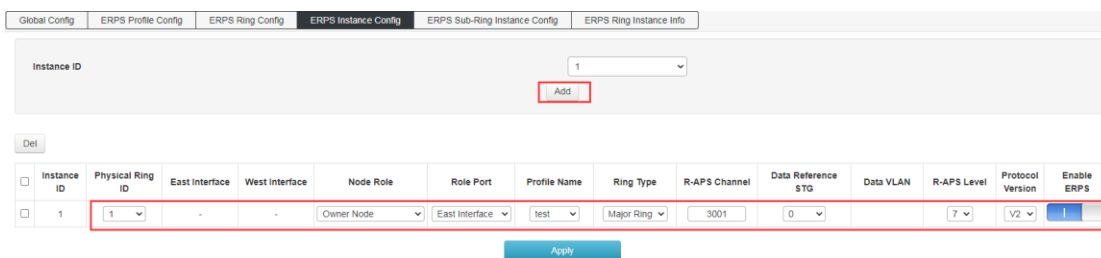 Global Config ERPS Profile Config ERPS Ring Config ERPS Instance Config ERPS Sub-Ring Instance Config ERPS Ring Instance Info
Instance ID 1
Add
Del
Instance ID Physical Ring ID East Interface West Interface Node Role Role Port Profile Name Ring Type R-APS Channel Data Reference STG Data VLAN R-APS Level Protocol Version Enable ERPS
1 1 - - Owner Node East Interface test Major Ring 3001 0 7 V2
Apply